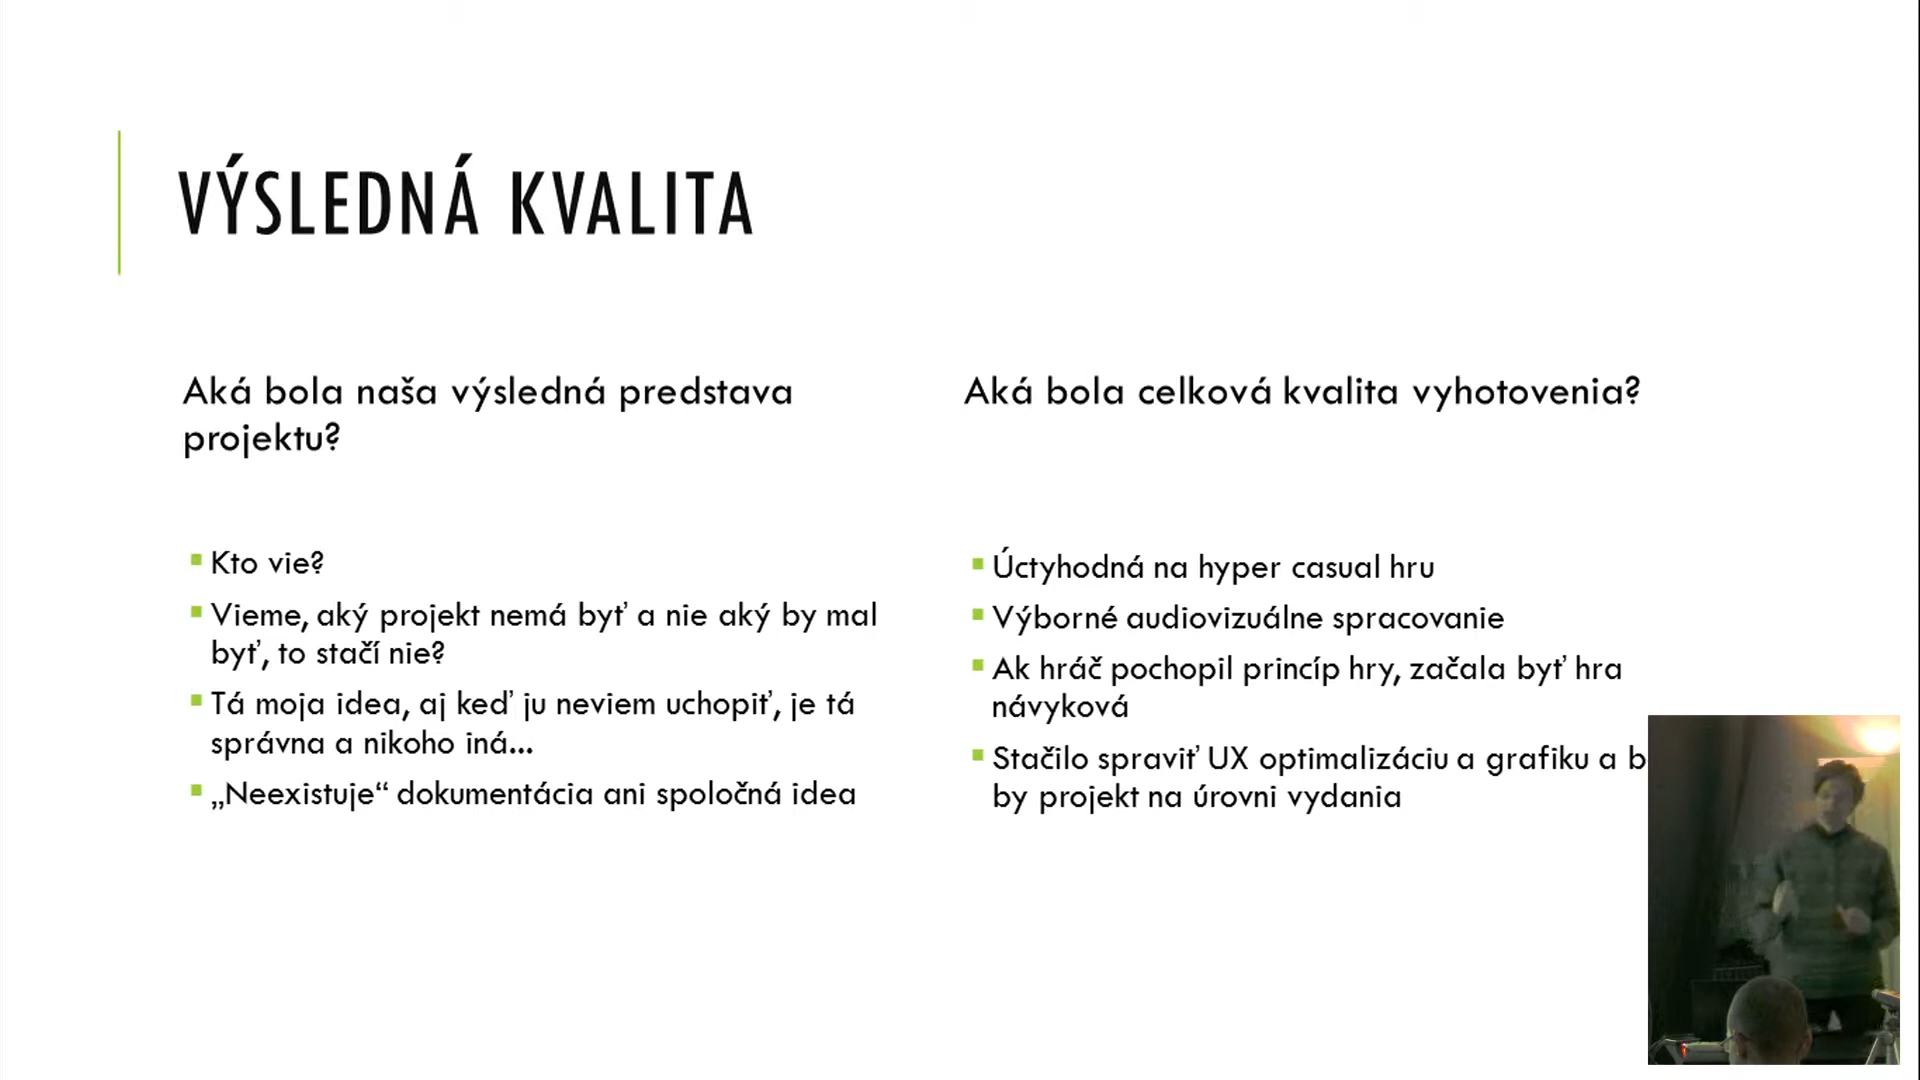 VÝSLEDNÁ KVALITA
Aká bola naša výsledná predstava
projektu?
▪ Kto vie?
▪ Vieme, aký projekt nemá byť a nie aký by mal
byť, to stačí nie?
▪ Tá moja idea, aj keď ju neviem uchopiť, je tá
správna a nikoho iná...
▪ „Neexistuje“ dokumentácia ani spoločná idea
Aká bola celková kvalita vyhotovenia?
▪ Úctyhodná na hyper casual hru
▪ Výborné audiovizuálne spracovanie
▪ Ak hráč pochopil princíp hry, začala byť hra
návyková
▪ Stačilo spraviť UX optimalizáciu a grafiku a
by projekt na úrovni vydania